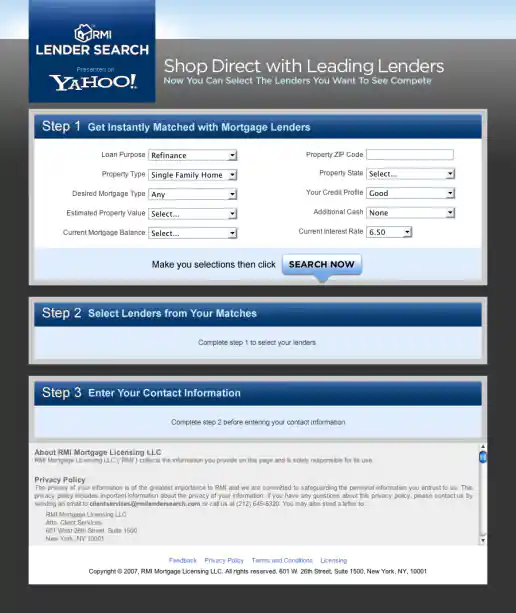 RMI
LENDER SEARCH
Presented on
YAHOO!
Shop Direct with Leading Lenders
Now You Can Select The Lenders You Want To See Compete
Step 1 Get Instantly Matched with Mortgage Lenders
Loan Purpose Refinance Property ZIP Code
Property Type Single Family Home Property State Select...
Desired Mortgage Type Any Your Credit Profile Good
Estimated Property Value Select... Additional Cash None
Current Mortgage Balance Select... Current Interest Rate 6.50
Make you selections then click SEARCH NOW
Step 2 Select Lenders from Your Matches
Complete step 1 to select your lenders
Step 3 Enter Your Contact Information
Complete step 2 before entering your contact information
About RMI Mortgage Licensing LLC
RMI Mortgage Licensing LLC ("RMI") collects the information you provide on this page and is solely responsible for its use.
Privacy Policy
The privacy of your information is of the greatest importance to RMI and we are committed to safeguarding the personal information you entrust to us. This
privacy policy includes important information about the privacy of your information. If you have any questions about this privacy policy, please contact us by
sending an email to clientservices@rmilendersearch.com or call us at (212) 645-6320. You may also send a letter to:
RMI Mortgage Licensing LLC
Attn. Client Services
601 West 26th Street, Suite 1500
New York, NY 10001
Feedback Privacy Policy Terms and Conditions Licensing
Copyright © 2007, RMI Mortgage Licensing LLC. All rights reserved. 601 W. 26th Street, Suite 1500, New York, NY, 10001